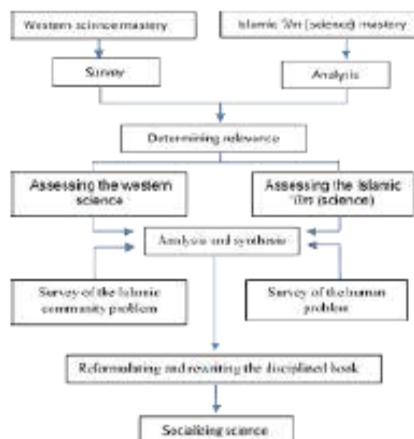 Western science mastery
Islamic 'Ilm (science) mastery
Survey
Analysis
Determining relevance
Assessing the western
science
Assessing the Islamic
'Ilm (science)
Analysis and synthesis
Survey of the Islamic
community problem
Survey of the human
problem
Reformulating and rewriting the disciplined book
Socializing science